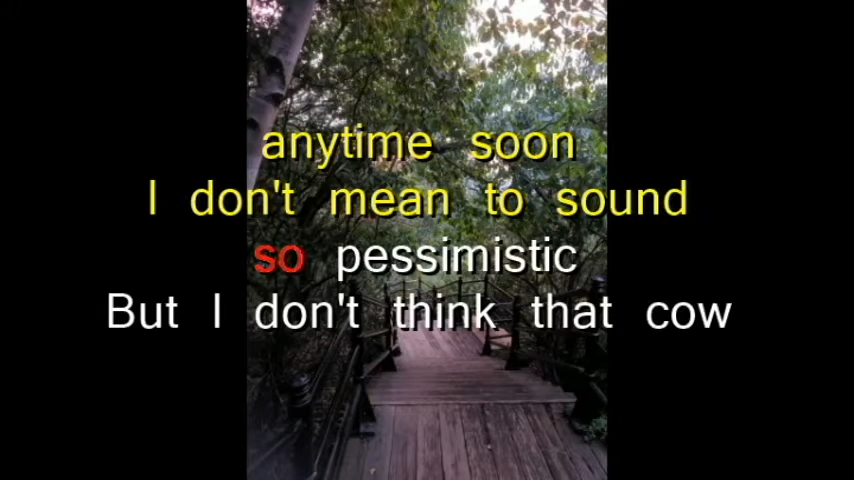 anytime soon
I don't mean to sound
so pessimistic
But I don't think that cow